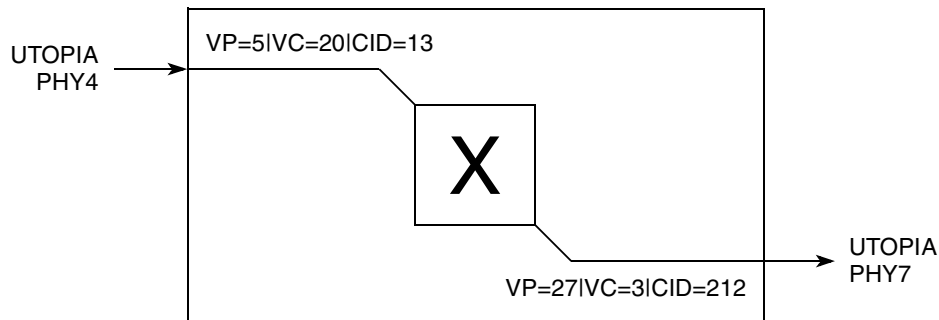 UTOPIA
PHY4
VP=5|VC=20|CID=13
X
VP=27|VC=3|CID=212
UTOPIA
PHY7